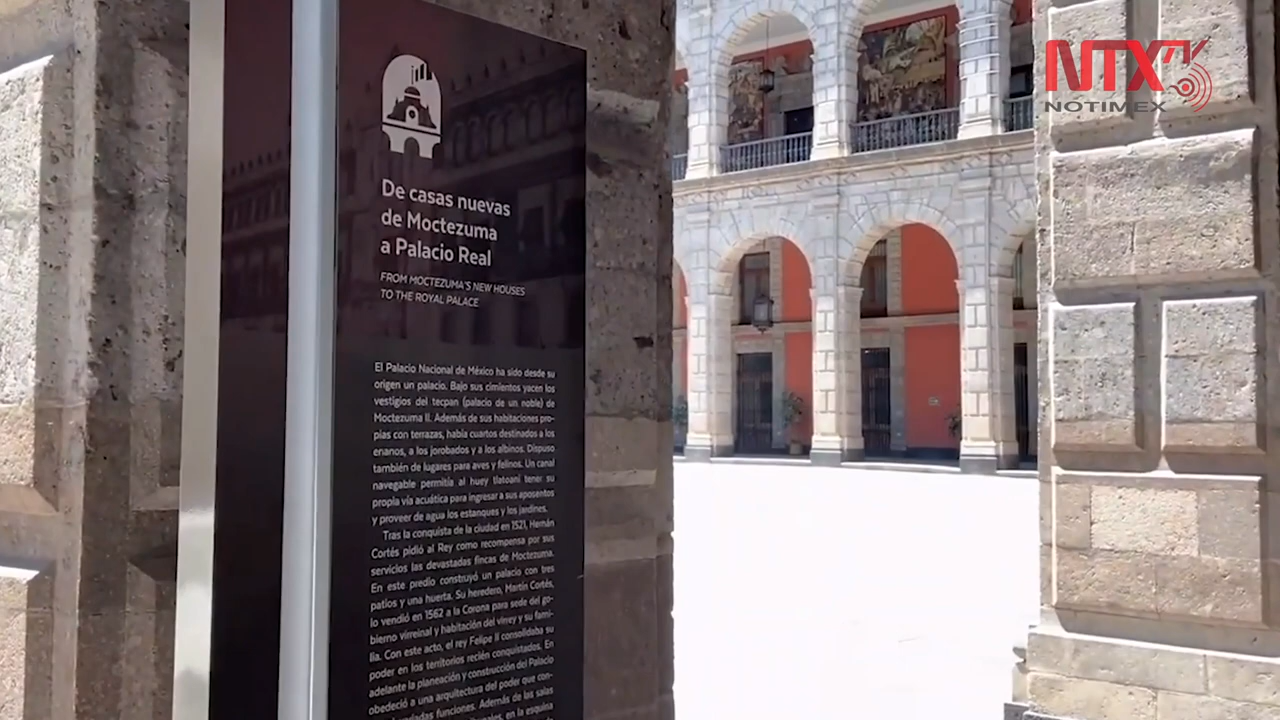 De casas nuevas
de Moctezuma
a Palacio Real
FROM MOCTEZUMA'S NEW HOUSES
TO THE ROYAL PALACE
El Palacio Nacional de México ha sido desde su
origen un palacio. Bajo sus cimientos yacen los
vestigios del tecpan (palacio de un noble) de
Moctezuma II. Además de sus habitaciones pro-
pias con terrazas, había cuartos destinados a los
enanos, a los jorobados y a los albinos. Dispuso
también de lugares para aves y felinos. Un canal
navegable permitía al huey tlatoani tener su
propia vía acuática para ingresar a sus aposentos
y proveer de agua los estanques y los jardines.
Tras la conquista de la ciudad en 1521, Hernán
Cortés pidió al Rey como recompensa por sus
servicios las devastadas fincas de Moctezuma.
En este predio construyó un palacio con tres
patios y una huerta. Su heredero, Martín Cortés,
lo vendió en 1562 a la Corona para sede del go-
bierno virreinal y habitación del virrey y su fami-
lia. Con este acto, el rey Felipe II consolidaba su
poder en los territorios recién conquistados. En
adelante la planeación y construcción del Palacio
obedeció a una arquitectura del poder que con-
funciones. Además de las salas
en la esquina
NTX
NOTIMEX